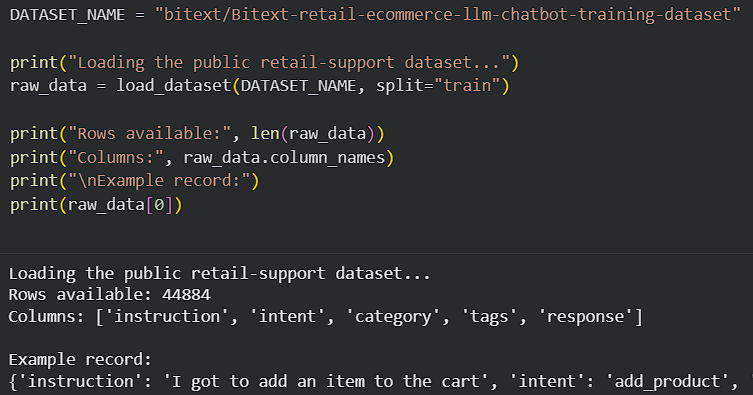 DATASET_NAME = "bitext/Bitext-retail-ecommerce-llm-chatbot-training-dataset"
print("Loading the public retail-support dataset...")
raw_data = load_dataset(DATASET_NAME, split="train")
print("Rows available:", len(raw_data))
print("Columns:", raw_data.column_names)
print("\nExample record:")
print(raw_data[0])
Loading the public retail-support dataset...
Rows available: 44884
Columns: ['instruction', 'intent', 'category', 'tags', 'response']
Example record:
{'instruction': 'I got to add an item to the cart', 'intent': 'add_product',